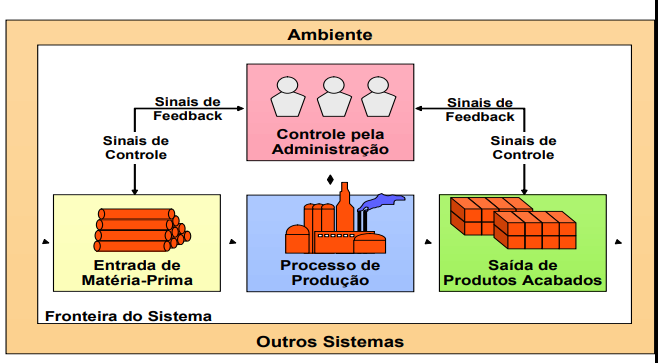 Ambiente
Sinais de
Feedback
Sinais de
Controle
Controle pela
Administração
Sinais de
Feedback
Sinais de
Controle
Entrada de
Matéria-Prima
Processo de
Produção
Saída de
Produtos Acabados
Fronteira do Sistema
Outros Sistemas